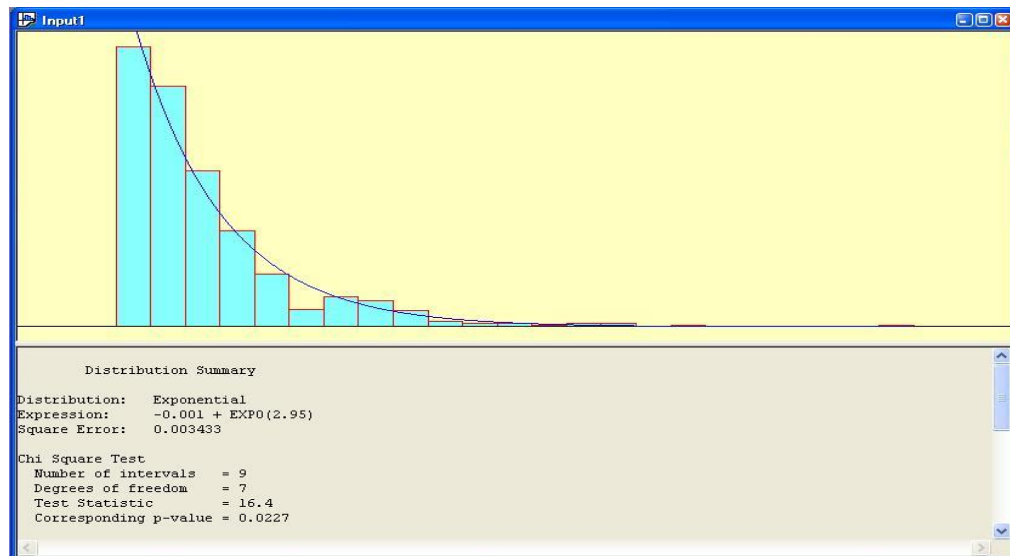 Input1
Distribution Summary
Distribution: Exponential
Expression: -0.001 + EXPO(2.95)
Square Error: 0.003433
Chi Square Test
Number of intervals = 9
Degrees of freedom = 7
Test Statistic = 16.4
Corresponding p-value = 0.0227